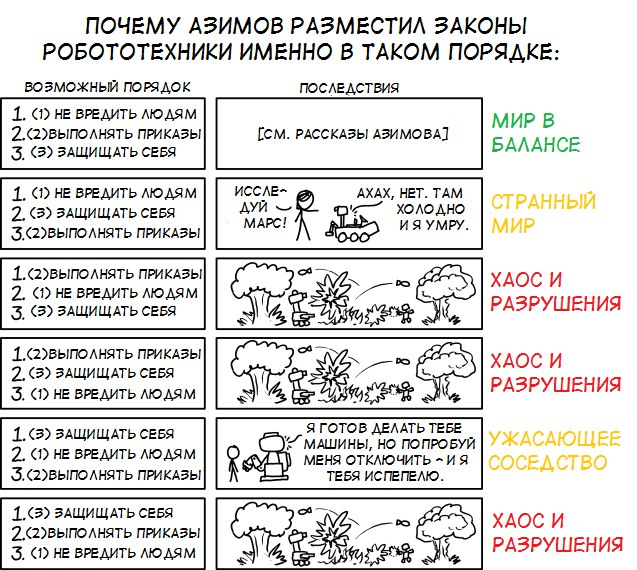 ПОЧЕМУ АЗИМОВ РАЗМЕСТИЛ ЗАКОНЫ
РОБОТОТЕХНИКИ ИМЕННО В ТАКОМ ПОРЯДКЕ:
ВОЗМОЖНЫЙ ПОРЯДОК
ПОСЛЕДСТВИЯ
1. (1) НЕ ВРЕДИТЬ ЛЮДЯМ
2. (2)ВЫПОЛНЯТЬ ПРИКАЗЫ
3. (3) ЗАЩИЩАТЬ СЕБЯ
[СМ. РАССКАЗЫ АЗИМОВА]
МИР В
БАЛАНСЕ
1. (1) НЕ ВРЕДИТЬ ЛЮДЯМ
2. (3) ЗАЩИЩАТЬ СЕБЯ
3.(2)ВЫПОЛНЯТЬ ПРИКАЗЫ
ИССЛЕ~
ДУЙ
МАРС!
АХАХ, НЕТ. ТАМ
ХОЛОДНО
И Я УМРУ.
СТРАННЫЙ
МИР
1.(2)ВЫПОЛНЯТЬ ПРИКАЗЫ
2. (1) НЕ ВРЕДИТЬ ЛЮДЯМ
3. (3) ЗАЩИЩАТЬ СЕБЯ
ХАОС И
РАЗРУШЕНИЯ
1.(2)ВЫПОЛНЯТЬ ПРИКАЗЫ
2.(3) ЗАЩИЩАТЬ СЕБЯ
3. (1) НЕ ВРЕДИТЬ ЛЮДЯМ
ХАОС И
РАЗРУШЕНИЯ
1. (3) ЗАЩИЩАТЬ СЕБЯ
2. (1) НЕ ВРЕДИТЬ ЛЮДЯМ
3.(2)ВЫПОЛНЯТЬ ПРИКАЗЫ
Я ГОТОВ ДЕЛАТЬ ТЕБЕ
МАШИНЫ, НО ПОПРОБУЙ
МЕНЯ ОТКЛЮЧИТЬ ~ И Я
ТЕБЯ ИСПЕПЕЛЮ.
УЖАСАЮЩЕЕ
СОСЕДСТВО
1. (3) ЗАЩИЩАТЬ СЕБЯ
2.(2)ВЫПОЛНЯТЬ ПРИКАЗЫ
3. (1) НЕ ВРЕДИТЬ ЛЮДЯМ
ХАОС И
РАЗРУШЕНИЯ